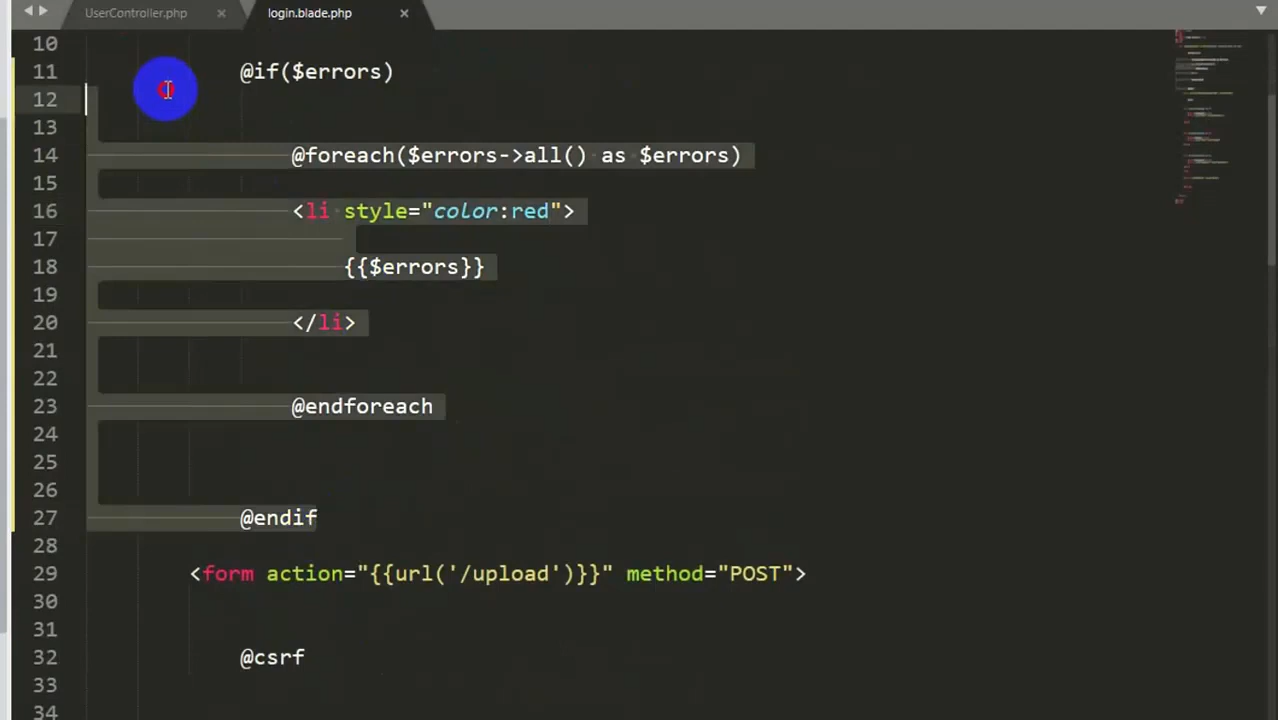 UserController.php × login.blade.php ×
10
11 @if($errors)
12
13
14 @foreach($errors->all() as $errors)
15
16 <li style="color:red">
17
18 {{$errors}}
19
20 </li>
21
22
23 @endforeach
24
25
26
27 @endif
28
29 <form action="{{url('/upload')}}" method="POST">
30
31
32 @csrf
33
34